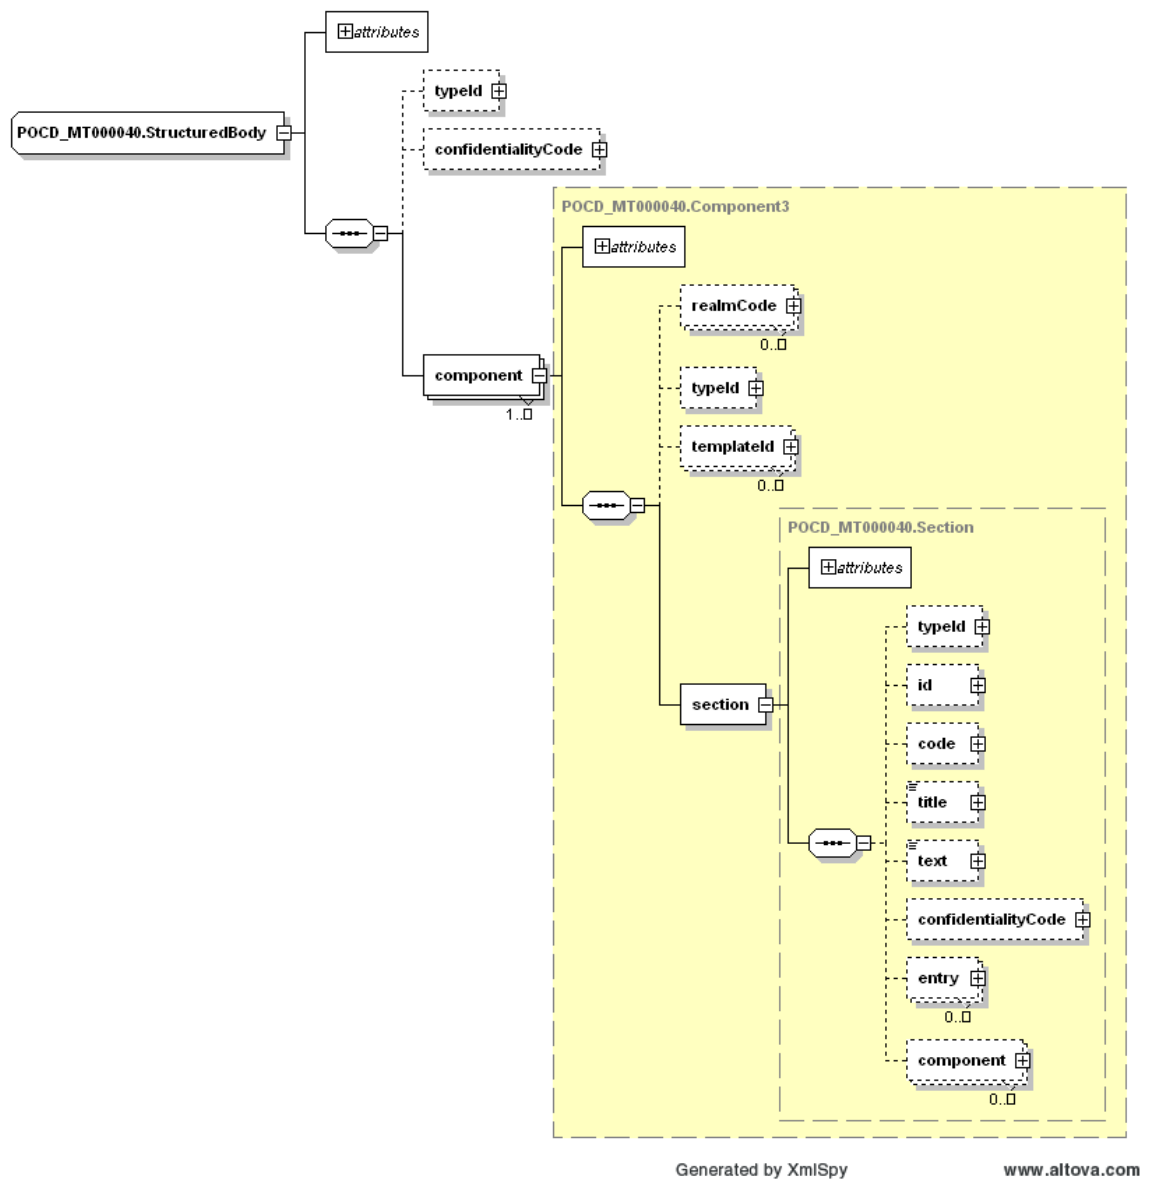 attributes
typeId
POCD_MT000040.StructuredBody
confidentialityCode
POCD_MT000040.Component3
attributes
realmCode
0..▯
component
1..▯
typeId
templateId
0..▯
POCD_MT000040.Section
attributes
typeId
id
section
code
title
text
confidentialityCode
entry
0..▯
component
0..▯
Generated by XmlSpy
www.altova.com